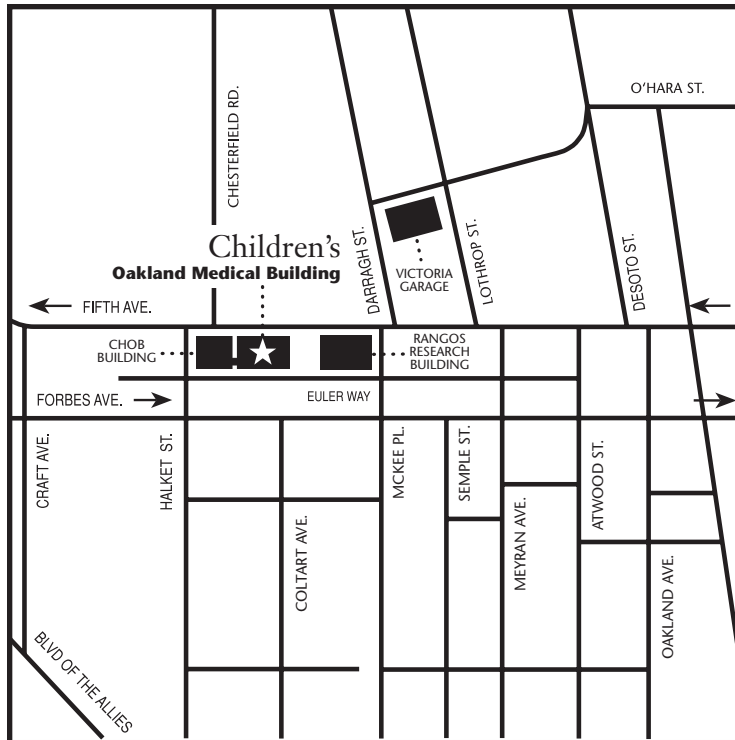 O'HARA ST.
CHESTERFIELD RD.
Children's
Oakland Medical Building
DARRAGH ST.
LOTHROP ST.
DESOTO ST.
VICTORIA
GARAGE
FIFTH AVE.
CHOB
BUILDING
RANGOS
RESEARCH
BUILDING
EULER WAY
FORBES AVE.
CRAFT AVE.
HALKET ST.
COLTART AVE.
MCKEE PL.
SEMPLE ST.
MEYRAN AVE.
ATWOOD ST.
OAKLAND AVE.
BLVD OF THE ALLIES